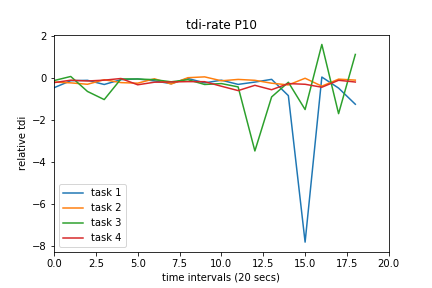 tdi-rate P10
2
0
−2
−4
−6
−8
relative tdi
task 1
task 2
task 3
task 4
0.0 2.5 5.0 7.5 10.0 12.5 15.0 17.5 20.0
time intervals (20 secs)